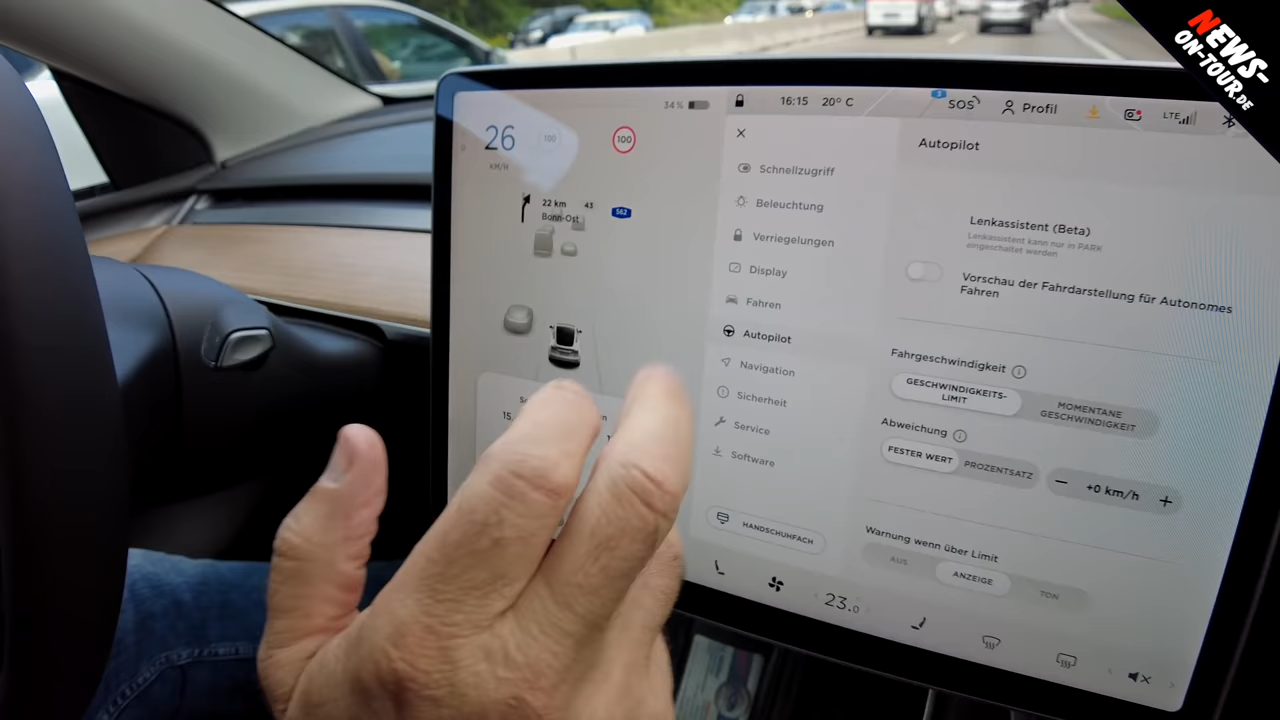 NEWS-
ON-TOUR.DE
34 %
16:15
20° C
3
SOS
Profil
LTE
D
26
KM/H
100
100
22 km
43
Bonn-Ost
562
Schnellzugriff
Beleuchtung
Verriegelungen
Display
Fahren
Autopilot
Navigation
Sicherheit
Service
Software
HANDSCHUHFACH
Autopilot
Lenkassistent (Beta)
Lenkassistent kann nur in PARK
eingeschaltet werden
Vorschau der Fahrdarstellung für Autonomes
Fahren
Fahrgeschwindigkeit
GESCHWINDIGKEITS-
LIMIT
MOMENTANE
GESCHWINDIGKEIT
Abweichung
FESTER WERT
PROZENTSATZ
− +0 km/h +
Warnung wenn über Limit
AUS
ANZEIGE
TON
23.0